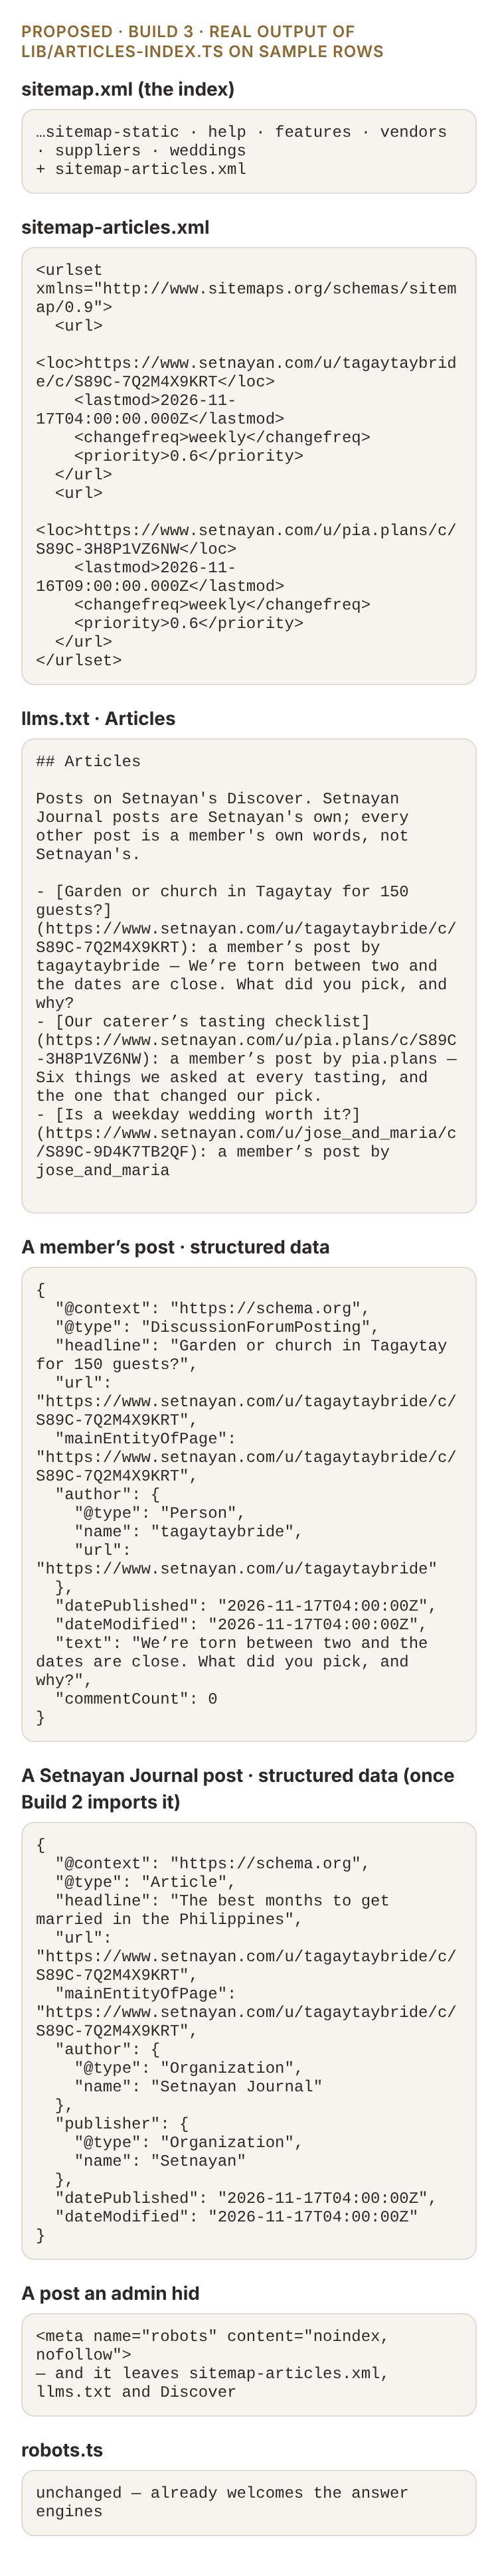 PROPOSED · BUILD 3 · REAL OUTPUT OF
LIB/ARTICLES-INDEX.TS ON SAMPLE ROWS
sitemap.xml (the index)
…sitemap-static · help · features · vendors
· suppliers · weddings
+ sitemap-articles.xml
sitemap-articles.xml
<urlset
xmlns="http://www.sitemaps.org/schemas/sitem
ap/0.9">
  <url>
<loc>https://www.setnayan.com/u/tagaytaybrid
e/c/S89C-7Q2M4X9KRT</loc>
    <lastmod>2026-11-
17T04:00:00.000Z</lastmod>
    <changefreq>weekly</changefreq>
    <priority>0.6</priority>
  </url>
  <url>
<loc>https://www.setnayan.com/u/pia.plans/c/
S89C-3H8P1VZ6NW</loc>
    <lastmod>2026-11-
16T09:00:00.000Z</lastmod>
    <changefreq>weekly</changefreq>
    <priority>0.6</priority>
  </url>
</urlset>
llms.txt · Articles
## Articles
Posts on Setnayan's Discover. Setnayan
Journal posts are Setnayan's own; every
other post is a member's own words, not
Setnayan's.
- [Garden or church in Tagaytay for 150
guests?]
(https://www.setnayan.com/u/tagaytaybride/c/
S89C-7Q2M4X9KRT): a member’s post by
tagaytaybride — We’re torn between two and
the dates are close. What did you pick, and
why?
- [Our caterer’s tasting checklist]
(https://www.setnayan.com/u/pia.plans/c/S89C
-3H8P1VZ6NW): a member’s post by pia.plans —
Six things we asked at every tasting, and
the one that changed our pick.
- [Is a weekday wedding worth it?]
(https://www.setnayan.com/u/jose_and_maria/c
/S89C-9D4K7TB2QF): a member’s post by
jose_and_maria
A member’s post · structured data
{
  "@context": "https://schema.org",
  "@type": "DiscussionForumPosting",
  "headline": "Garden or church in Tagaytay
for 150 guests?",
  "url":
"https://www.setnayan.com/u/tagaytaybride/c/
S89C-7Q2M4X9KRT",
  "mainEntityOfPage":
"https://www.setnayan.com/u/tagaytaybride/c/
S89C-7Q2M4X9KRT",
  "author": {
    "@type": "Person",
    "name": "tagaytaybride",
    "url":
"https://www.setnayan.com/u/tagaytaybride"
  },
  "datePublished": "2026-11-17T04:00:00Z",
  "dateModified": "2026-11-17T04:00:00Z",
  "text": "We’re torn between two and the
dates are close. What did you pick, and
why?",
  "commentCount": 0
}
A Setnayan Journal post · structured data (once
Build 2 imports it)
{
  "@context": "https://schema.org",
  "@type": "Article",
  "headline": "The best months to get
married in the Philippines",
  "url":
"https://www.setnayan.com/u/tagaytaybride/c/
S89C-7Q2M4X9KRT",
  "mainEntityOfPage":
"https://www.setnayan.com/u/tagaytaybride/c/
S89C-7Q2M4X9KRT",
  "author": {
    "@type": "Organization",
    "name": "Setnayan Journal"
  },
  "publisher": {
    "@type": "Organization",
    "name": "Setnayan"
  },
  "datePublished": "2026-11-17T04:00:00Z",
  "dateModified": "2026-11-17T04:00:00Z"
}
A post an admin hid
<meta name="robots" content="noindex,
nofollow">
— and it leaves sitemap-articles.xml,
llms.txt and Discover
robots.ts
unchanged — already welcomes the answer
engines